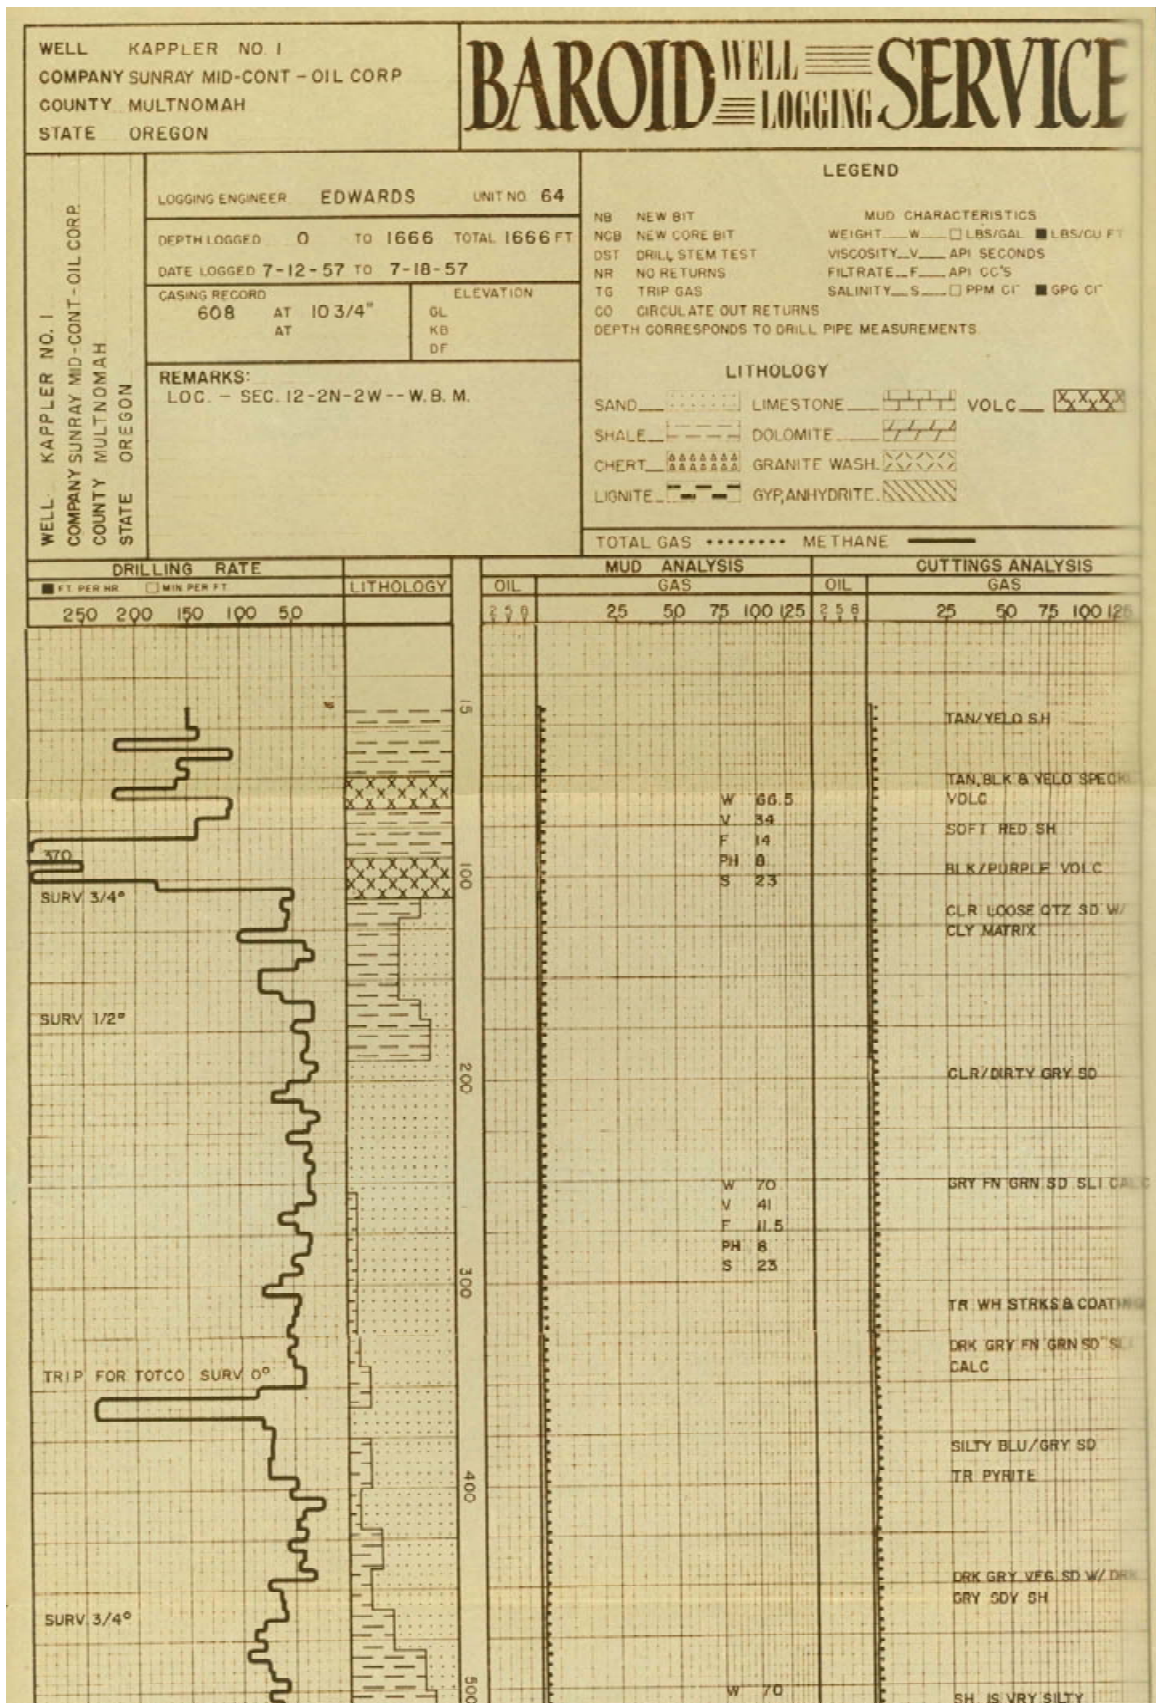 WELL KAPPLER NO. 1
COMPANY SUNRAY MID-CONT-OIL CORP
COUNTY MULTNOMAH
STATE OREGON
BAROID WELL LOGGING SERVICE
WELL KAPPLER NO. 1
COMPANY SUNRAY MID-CONT-OIL CORP.
COUNTY MULTNOMAH
STATE OREGON
LOGGING ENGINEER EDWARDS UNIT NO. 64
DEPTH LOGGED 0 TO 1666 TOTAL 1666 FT
DATE LOGGED 7-12-57 TO 7-18-57
CASING RECORD
608 AT 10 3/4"
AT
ELEVATION
GL
KB
DF
REMARKS:
LOC. - SEC. 12-2N-2W--W.B.M.
LEGEND
NB NEW BIT
NCB NEW CORE BIT
DST DRILL STEM TEST
NR NO RETURNS
TG TRIP GAS
CO CIRCULATE OUT RETURNS
DEPTH CORRESPONDS TO DRILL PIPE MEASUREMENTS
MUD CHARACTERISTICS
WEIGHT W LBS/GAL LBS/CU FT
VISCOSITY V API SECONDS
FILTRATE F API CC'S
SALINITY S PPM Cl⁻ GPG Cl⁻
LITHOLOGY
SAND LIMESTONE VOLC
SHALE DOLOMITE
CHERT GRANITE WASH
LIGNITE GYP, ANHYDRITE
TOTAL GAS METHANE
DRILLING RATE
FT. PER HR. MIN PER FT
LITHOLOGY
MUD ANALYSIS
CUTTINGS ANALYSIS
OIL GAS OIL GAS
250 200 150 100 50
2 5 8 25 50 75 100 125 2 5 8 25 50 75 100 125
15
TAN/YELO SH
TAN, BLK & YELO
VOLC
W 66.5
V 34
F 14
PH 8
S 23
SOFT RED SH
370
BLK/PURPLE VOLC
100
SURV 3/4°
CLR LOOSE QTZ SD W/
CLY MATRIX
SURV 1/2°
200
CLR/DIRTY GRY SD
W 70
V 41
F 11.5
PH 8
S 23
GRY FN GRN SD SLI CALC
300
TR WH STRKS & COATING
DRK GRY FN GRN SD SLI
CALC
TRIP FOR TOTCO SURV 0°
SILTY BLU/GRY SD
TR PYRITE
400
DRK GRY VFG SD W/ DRK
GRY SDY SH
SURV. 3/4°
500
W 70
SH IS VRY SILTY